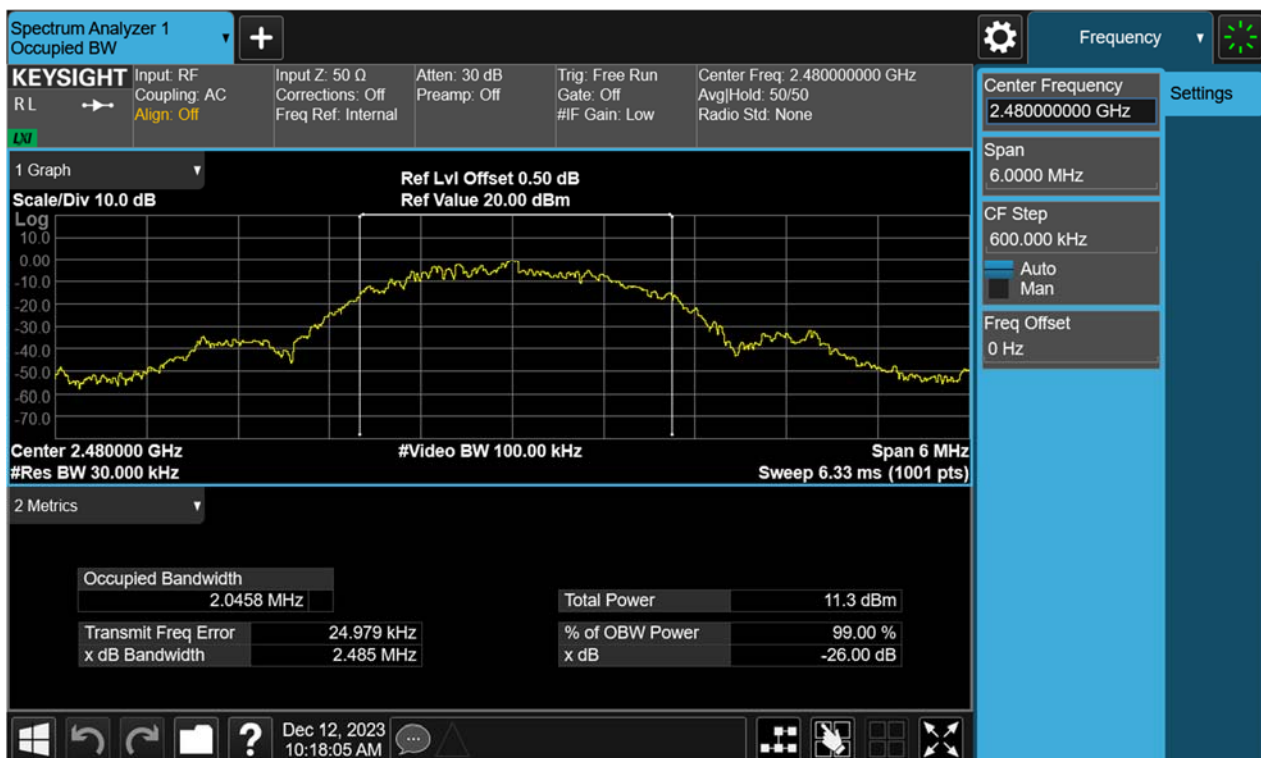 Spectrum Analyzer 1
Occupied BW
+
Frequency
KEYSIGHT
R L
LXI
Input: RF
Coupling: AC
Align: Off
Input Z: 50 Ω
Corrections: Off
Freq Ref: Internal
Atten: 30 dB
Preamp: Off
Trig: Free Run
Gate: Off
#IF Gain: Low
Center Freq: 2.480000000 GHz
Avg|Hold: 50/50
Radio Std: None
Center Frequency
2.480000000 GHz
Settings
Span
6.0000 MHz
CF Step
600.000 kHz
Auto
Man
Freq Offset
0 Hz
1 Graph
Scale/Div 10.0 dB
Ref Lvl Offset 0.50 dB
Ref Value 20.00 dBm
Log
10.0
0.00
-10.0
-20.0
-30.0
-40.0
-50.0
-60.0
-70.0
Center 2.480000 GHz
#Res BW 30.000 kHz
#Video BW 100.00 kHz
Span 6 MHz
Sweep 6.33 ms (1001 pts)
2 Metrics
Occupied Bandwidth
2.0458 MHz
Transmit Freq Error 24.979 kHz
x dB Bandwidth 2.485 MHz
Total Power 11.3 dBm
% of OBW Power 99.00 %
x dB -26.00 dB
?
Dec 12, 2023
10:18:05 AM